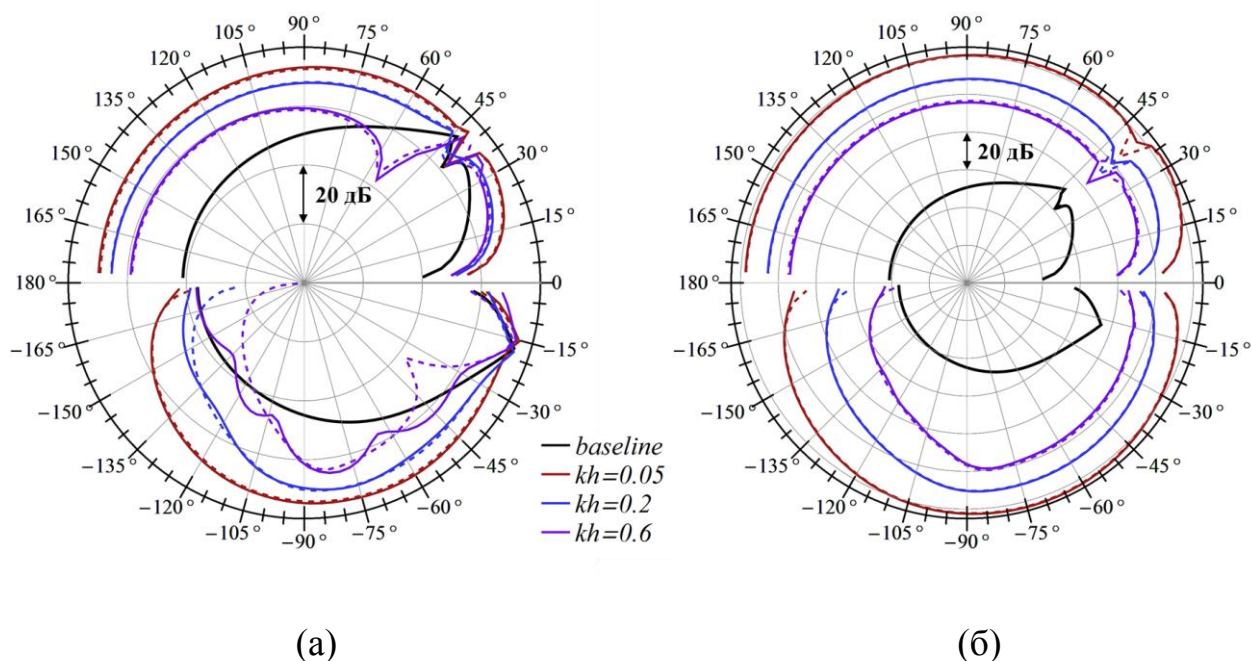 90° 90°
105° 75° 105° 75°
120° 60° 120° 60°
135° 45° 135° 45°
150° 30° 150° 30°
20 дБ 20 дБ
165° 15° 165° 15°
180° 0 180° 0
−165° −15° −165° −15°
−150° −30° −150° −30°
−135° −45° −135° −45°
−120° −60° −120° −60°
−105° −75° −105° −75°
−90° −90°
baseline
kh=0.05
kh=0.2
kh=0.6
(а) (б)